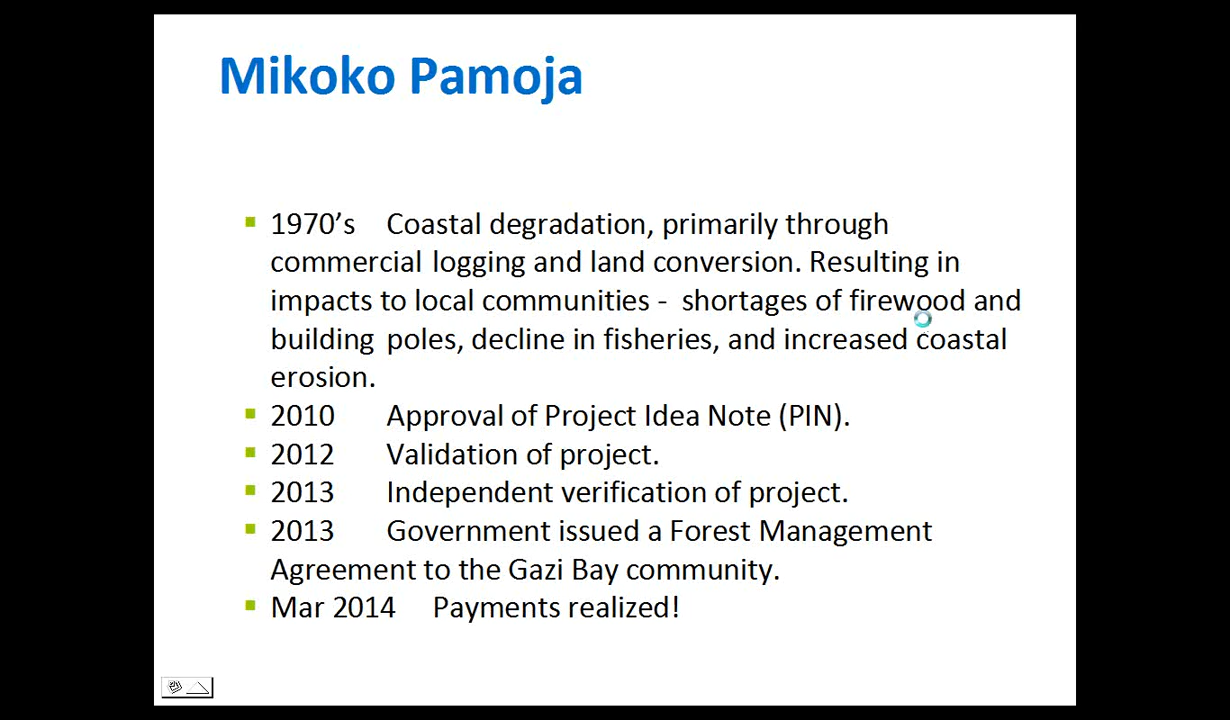 Mikoko Pamoja
1970’s Coastal degradation, primarily through
commercial logging and land conversion. Resulting in
impacts to local communities - shortages of firewood and
building poles, decline in fisheries, and increased coastal
erosion.
2010 Approval of Project Idea Note (PIN).
2012 Validation of project.
2013 Independent verification of project.
2013 Government issued a Forest Management
Agreement to the Gazi Bay community.
Mar 2014 Payments realized!